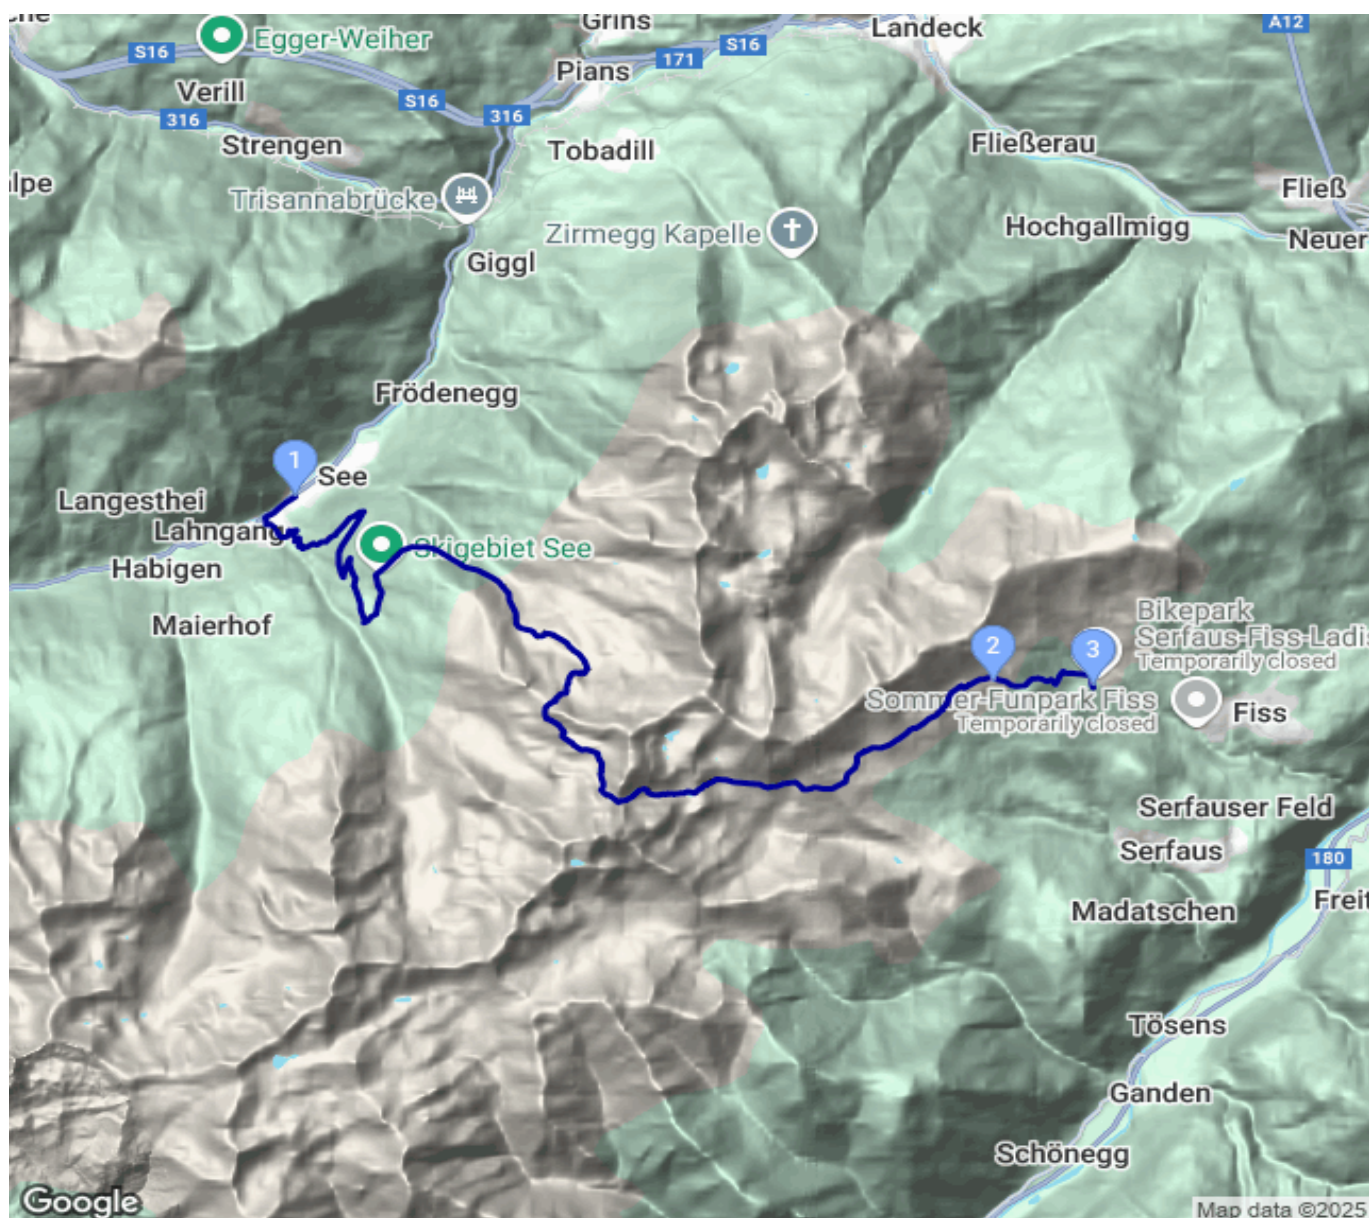 che
Grins
Landeck
A12
S16
Egger-Weiher
S16
171
Pians
Verill
S16
316
316
Strengen
Tobadill
Fließerau
alpe
Trisannabrücke
Fließ
Zirmegg Kapelle
Hochgallmigg
Neuer
Giggl
Frödenegg
1
See
Langesthei
Lahngang
Skigebiet See
Habigen
Maierhof
Bikepark
Serfaus-Fiss-Ladis
Temporarily closed
2
3
Sommer-Funpark Fiss
Temporarily closed
Fiss
Serfauser Feld
Serfaus
180
Freit
Madatschen
Tösens
Ganden
Schönegg
Google
Map data ©2025